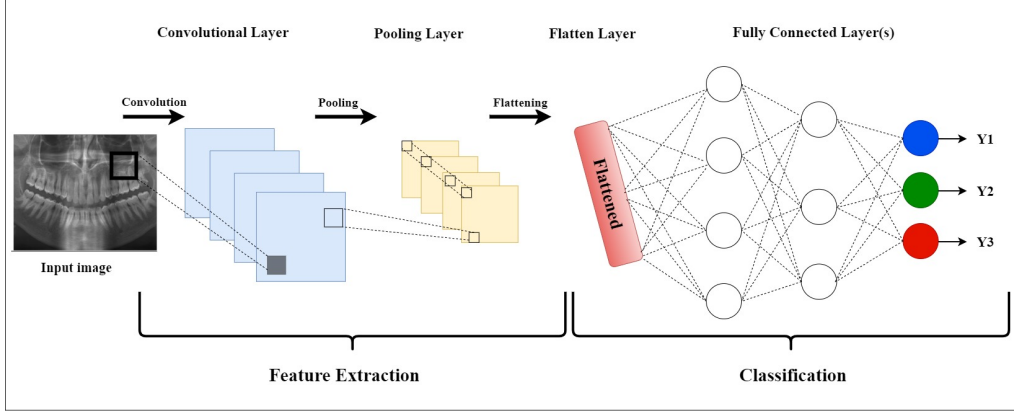 Convolutional Layer
Pooling Layer
Flatten Layer
Fully Connected Layer(s)
Convolution
Pooling
Flattening
Flattened
Y1
Y2
Y3
Input image
Feature Extraction
Classification